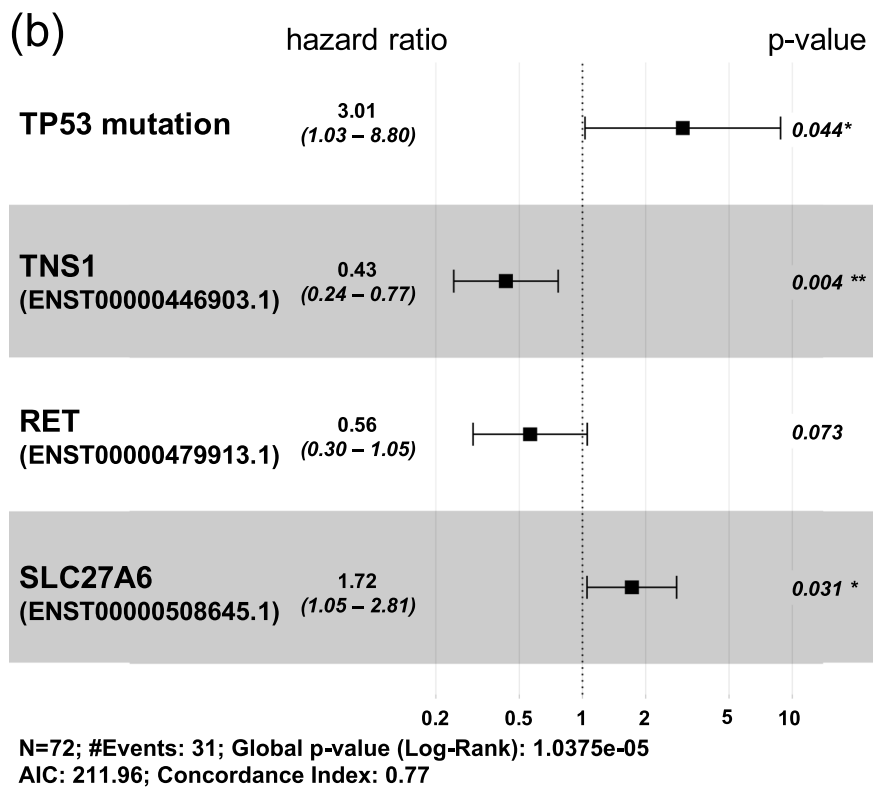 (b)
hazard ratio p-value
TP53 mutation 3.01 (1.03 – 8.80) 0.044*
TNS1 (ENST00000446903.1) 0.43 (0.24 – 0.77) 0.004 **
RET (ENST00000479913.1) 0.56 (0.30 – 1.05) 0.073
SLC27A6 (ENST00000508645.1) 1.72 (1.05 – 2.81) 0.031 *
0.2 0.5 1 2 5 10
N=72; #Events: 31; Global p-value (Log-Rank): 1.0375e-05
AIC: 211.96; Concordance Index: 0.77